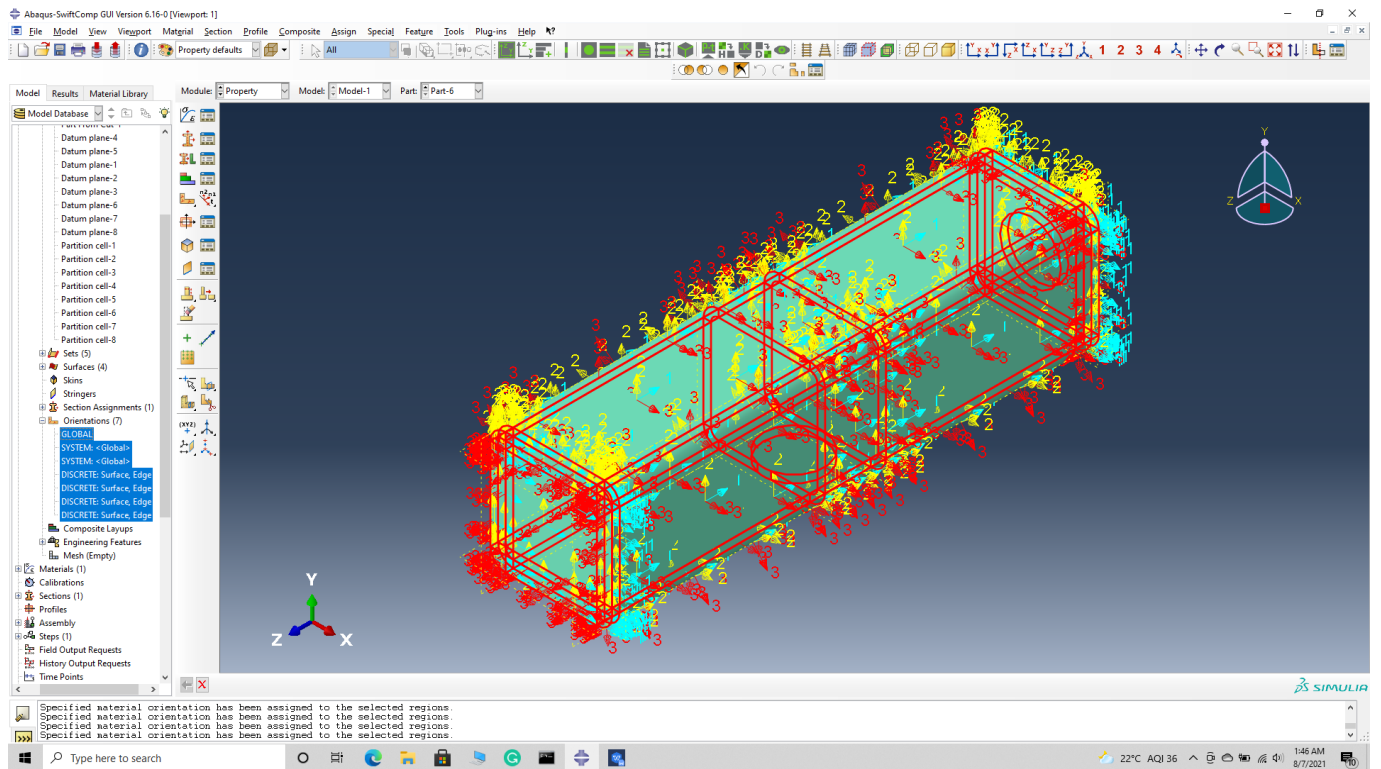 Abaqus-SwiftComp GUI Version 6.16-0 [Viewport: 1]
File Model View Viewport Material Section Profile Composite Assign Special Feature Tools Plug-ins Help
Property defaults All 1 2 3 4
Model Results Material Library Module: Property Model: Model-1 Part: Part-6
Model Database
Datum plane-4
Datum plane-5
Datum plane-1
Datum plane-2
Datum plane-3
Datum plane-6
Datum plane-7
Datum plane-8
Partition cell-1
Partition cell-2
Partition cell-3
Partition cell-4
Partition cell-5
Partition cell-6
Partition cell-7
Partition cell-8
Sets (5)
Surfaces (4)
Skins
Stringers
Section Assignments (1)
Orientations (7)
GLOBAL
SYSTEM: <Global>
SYSTEM: <Global>
DISCRETE: Surface, Edge
DISCRETE: Surface, Edge
DISCRETE: Surface, Edge
DISCRETE: Surface, Edge
Composite Layups
Engineering Features
Mesh (Empty)
Materials (1)
Calibrations
Sections (1)
Profiles
Assembly
Steps (1)
Field Output Requests
History Output Requests
Time Points
Y
Z X
Y
Z X
SIMULIA
Specified material orientation has been assigned to the selected regions.
Specified material orientation has been assigned to the selected regions.
Specified material orientation has been assigned to the selected regions.
Specified material orientation has been assigned to the selected regions.
Type here to search
22°C AQI 36
1:46 AM
8/7/2021